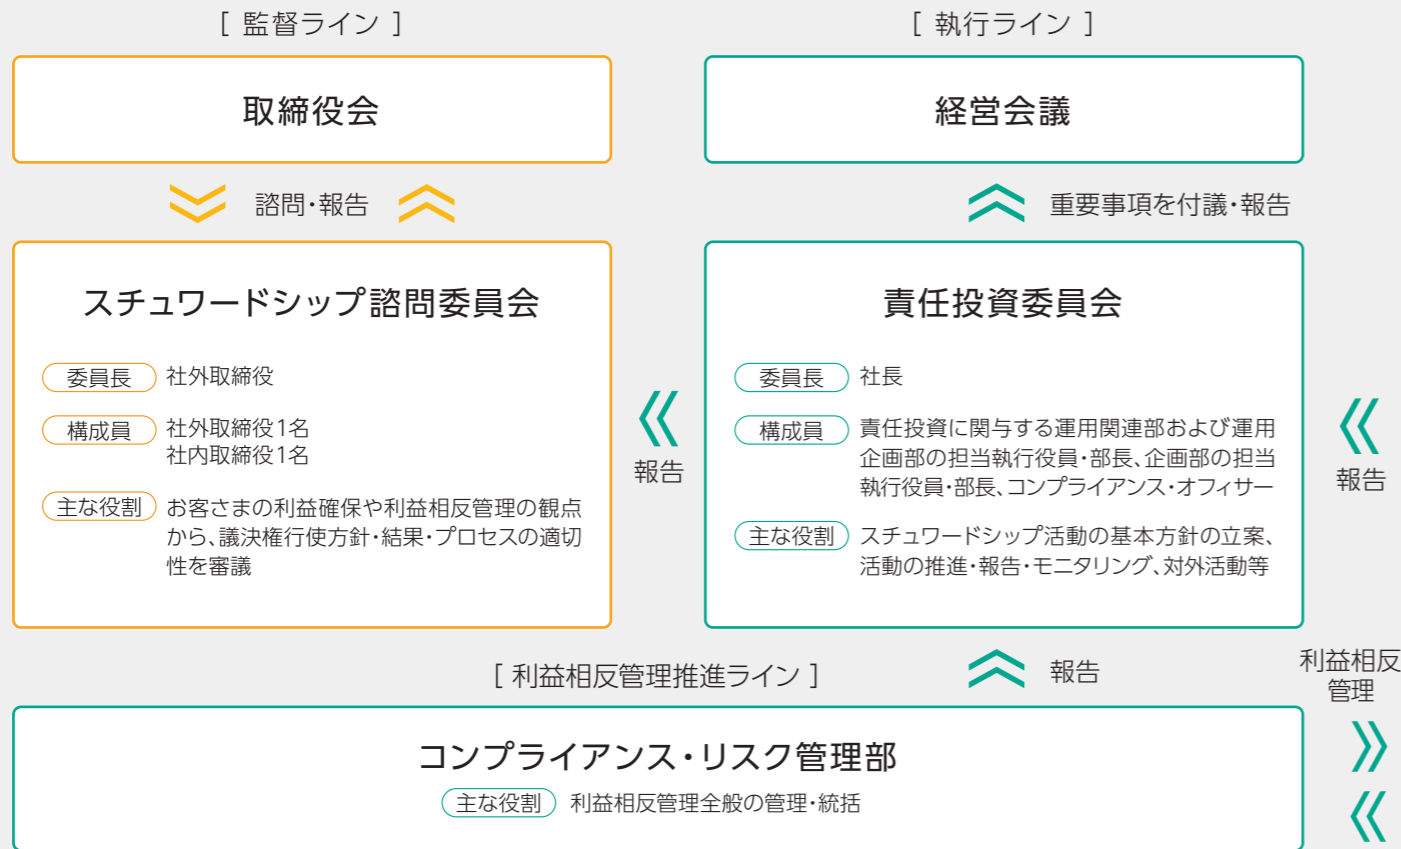 [ 監督ライン ]
[ 執行ライン ]
取締役会
経営会議
諮問・報告
重要事項を付議・報告
スチュワードシップ諮問委員会
委員長 社外取締役
構成員 社外取締役1名
社内取締役1名
主な役割 お客さまの利益確保や利益相反管理の観点
から、議決権行使方針・結果・プロセスの適切
性を審議
報告
責任投資委員会
委員長 社長
構成員 責任投資に関与する運用関連部および運用
企画部の担当執行役員・部長、企画部の担当
執行役員・部長、コンプライアンス・オフィサー
主な役割 スチュワードシップ活動の基本方針の立案、
活動の推進・報告・モニタリング、対外活動等
報告
[ 利益相反管理推進ライン ]
報告
利益相反
管理
コンプライアンス・リスク管理部
主な役割 利益相反管理全般の管理・統括